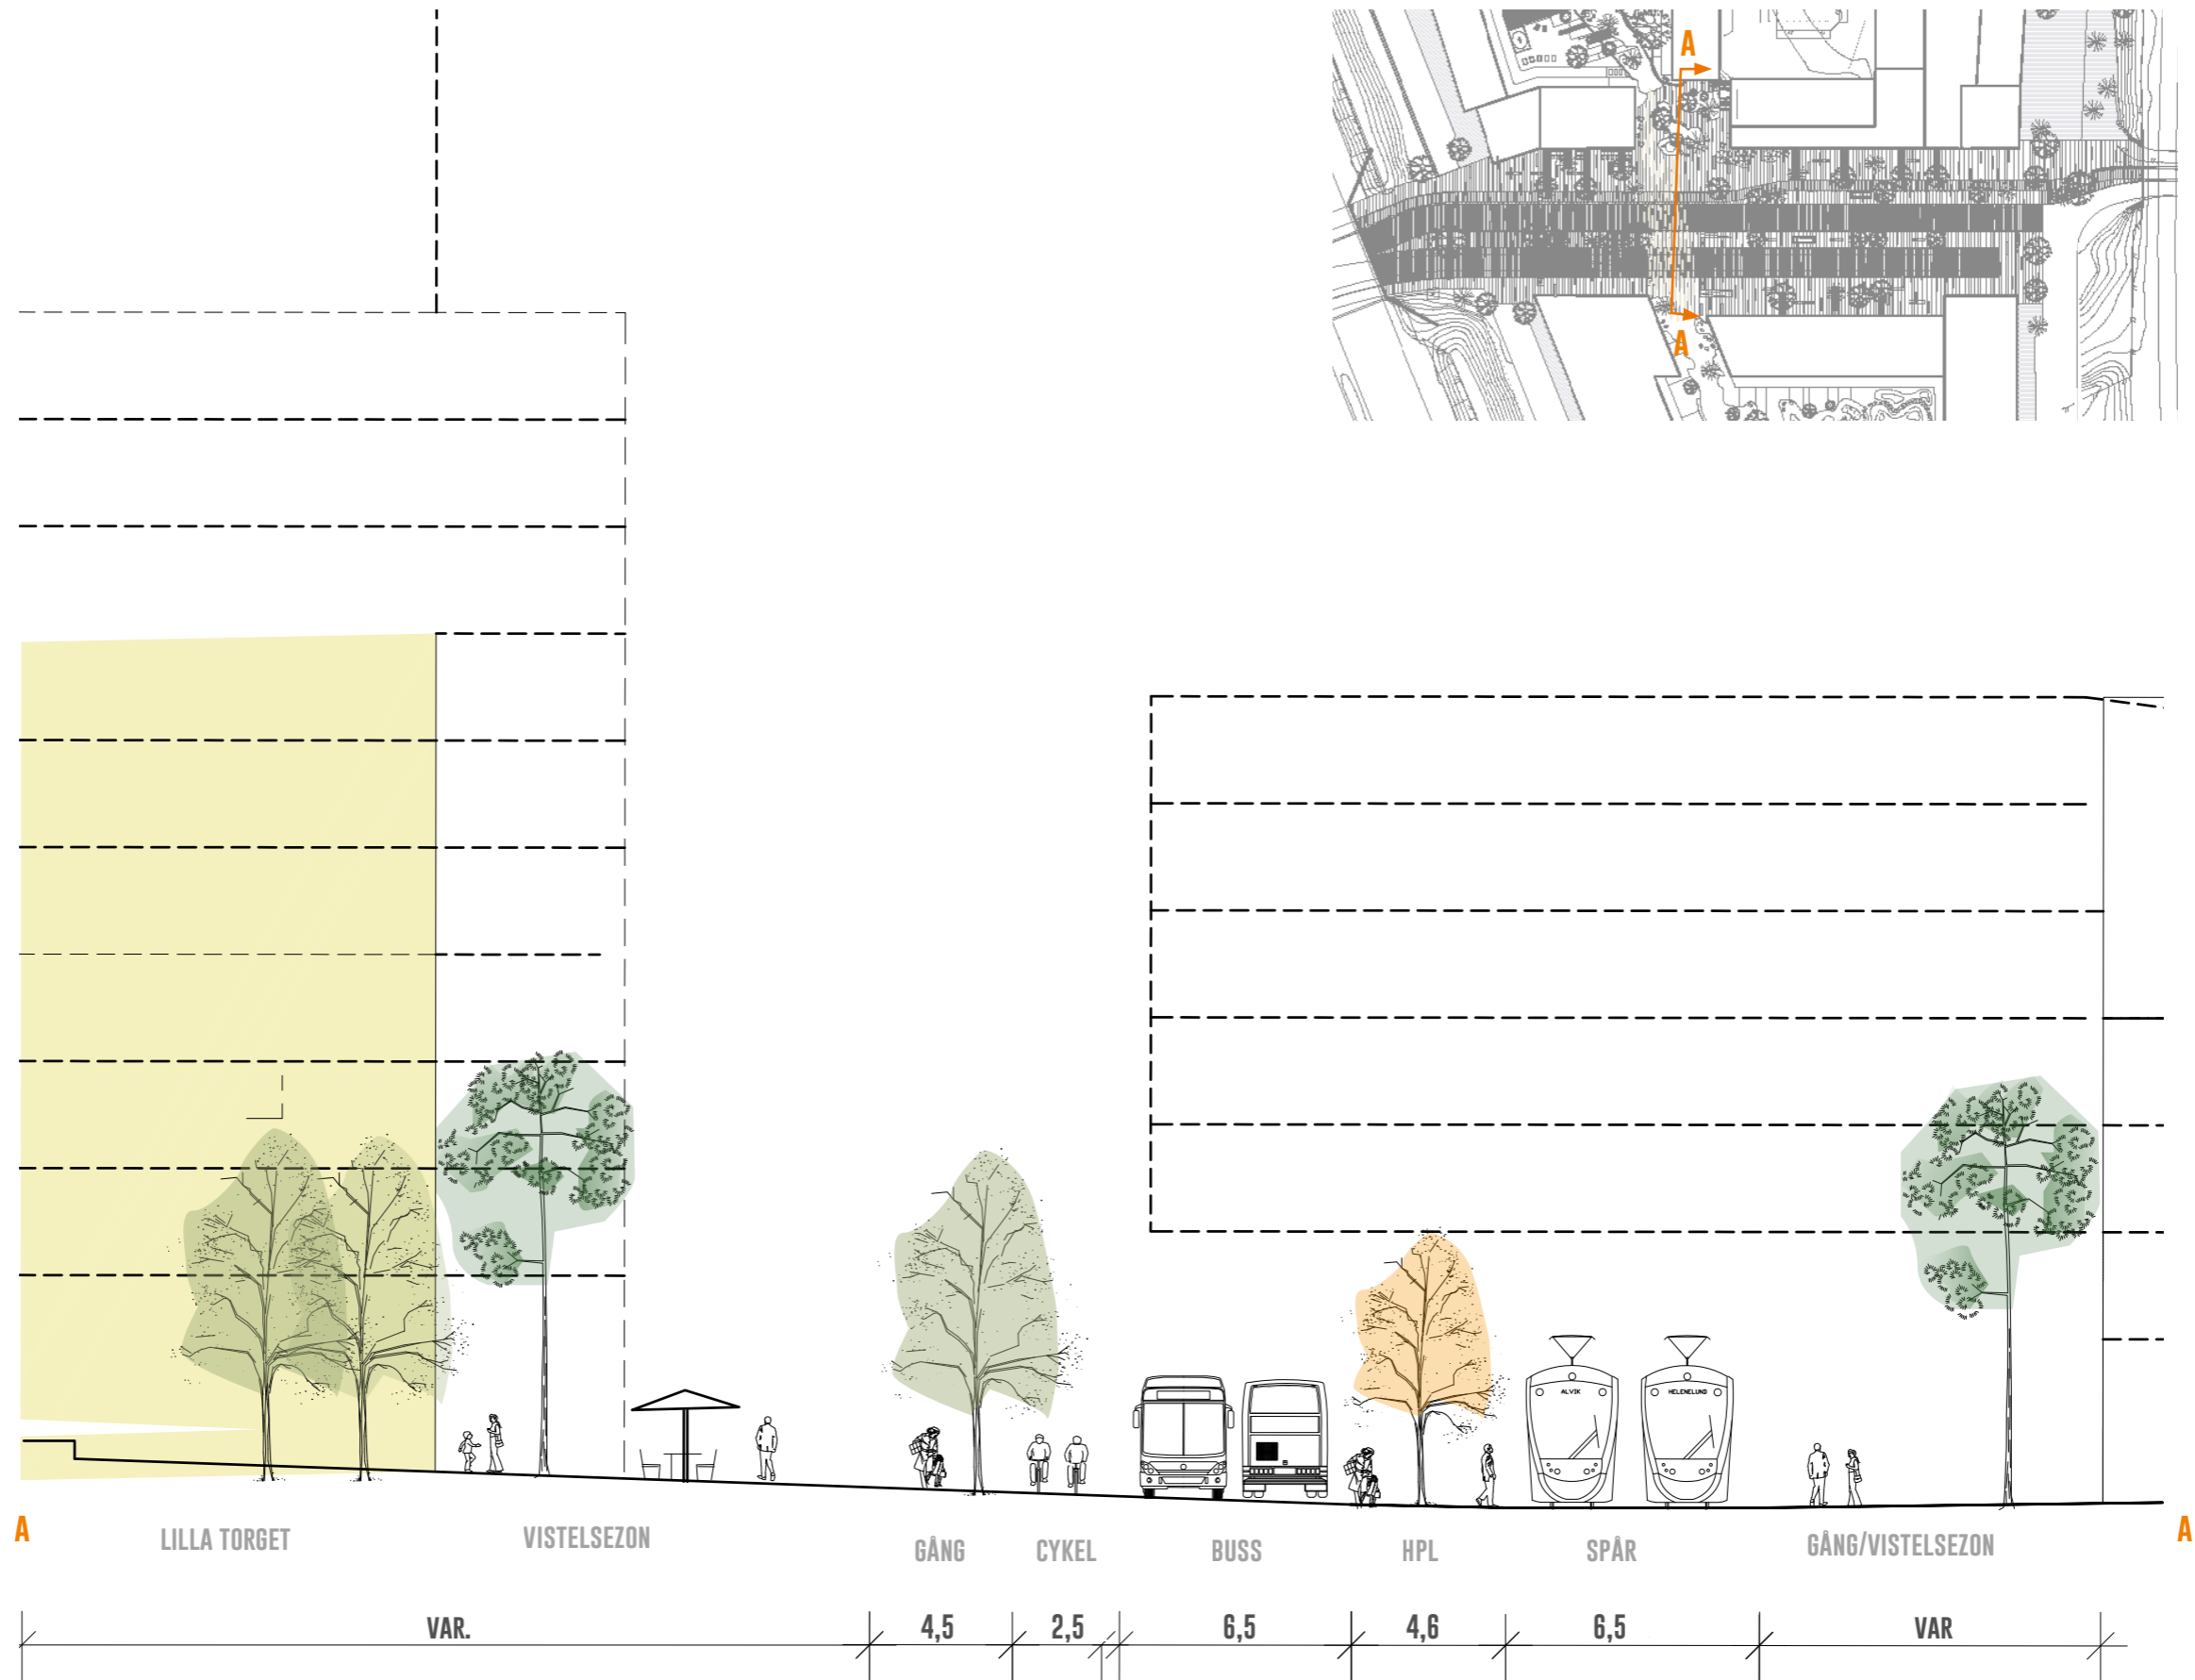 A
A
ALVIK
HELENELUND
A
LILLA TORGET
VISTELSEZON
GÅNG
CYKEL
BUSS
HPL
SPÅR
GÅNG/VISTELSEZON
A
VAR.
4,5
2,5
6,5
4,6
6,5
VAR